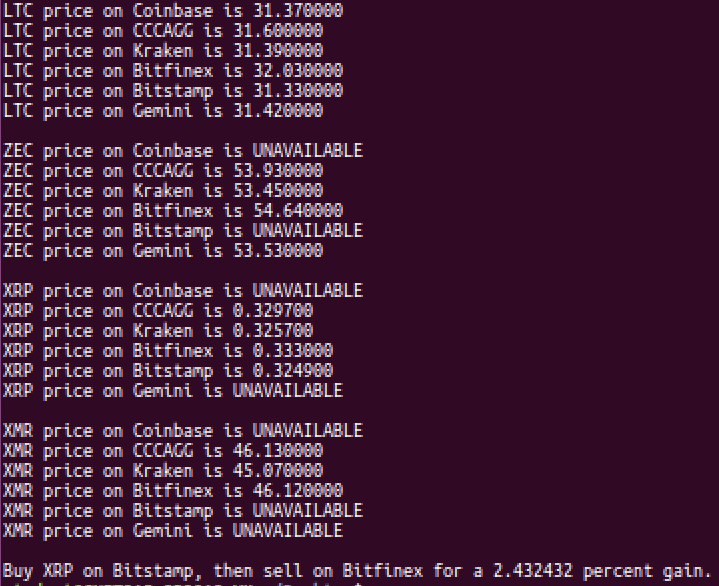 LTC price on Coinbase is 31.370000
LTC price on CCCAGG is 31.600000
LTC price on Kraken is 31.390000
LTC price on Bitfinex is 32.030000
LTC price on Bitstamp is 31.330000
LTC price on Gemini is 31.420000
ZEC price on Coinbase is UNAVAILABLE
ZEC price on CCCAGG is 53.930000
ZEC price on Kraken is 53.450000
ZEC price on Bitfinex is 54.640000
ZEC price on Bitstamp is UNAVAILABLE
ZEC price on Gemini is 53.530000
XRP price on Coinbase is UNAVAILABLE
XRP price on CCCAGG is 0.329700
XRP price on Kraken is 0.325700
XRP price on Bitfinex is 0.333000
XRP price on Bitstamp is 0.324900
XRP price on Gemini is UNAVAILABLE
XMR price on Coinbase is UNAVAILABLE
XMR price on CCCAGG is 46.130000
XMR price on Kraken is 45.070000
XMR price on Bitfinex is 46.120000
XMR price on Bitstamp is UNAVAILABLE
XMR price on Gemini is UNAVAILABLE
Buy XRP on Bitstamp, then sell on Bitfinex for a 2.432432 percent gain.